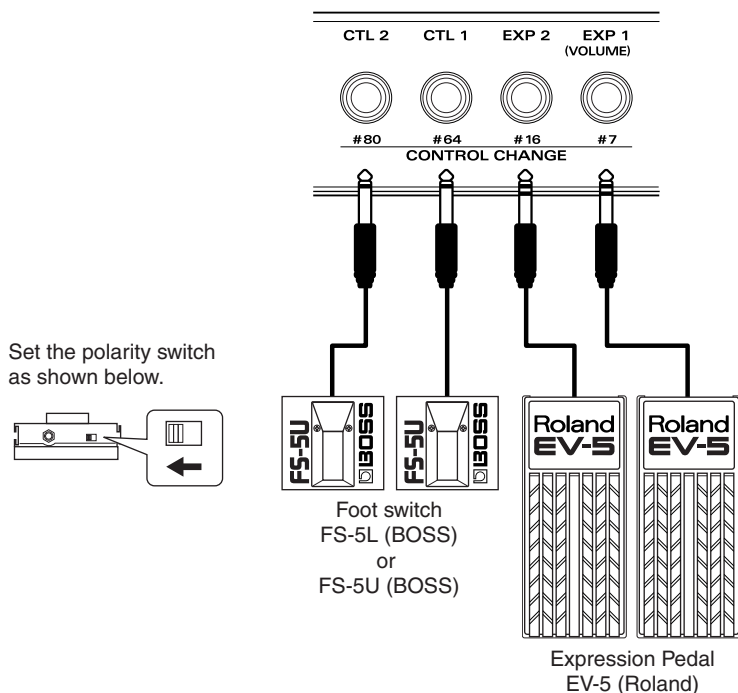 CTL 2 CTL 1 EXP 2 EXP 1
(VOLUME)
#80 #64 #16 #7
CONTROL CHANGE
Set the polarity switch
as shown below.
FS-5U BOSS FS-5U BOSS
Roland Roland
EV-5 EV-5
Foot switch
FS-5L (BOSS)
or
FS-5U (BOSS)
Expression Pedal
EV-5 (Roland)